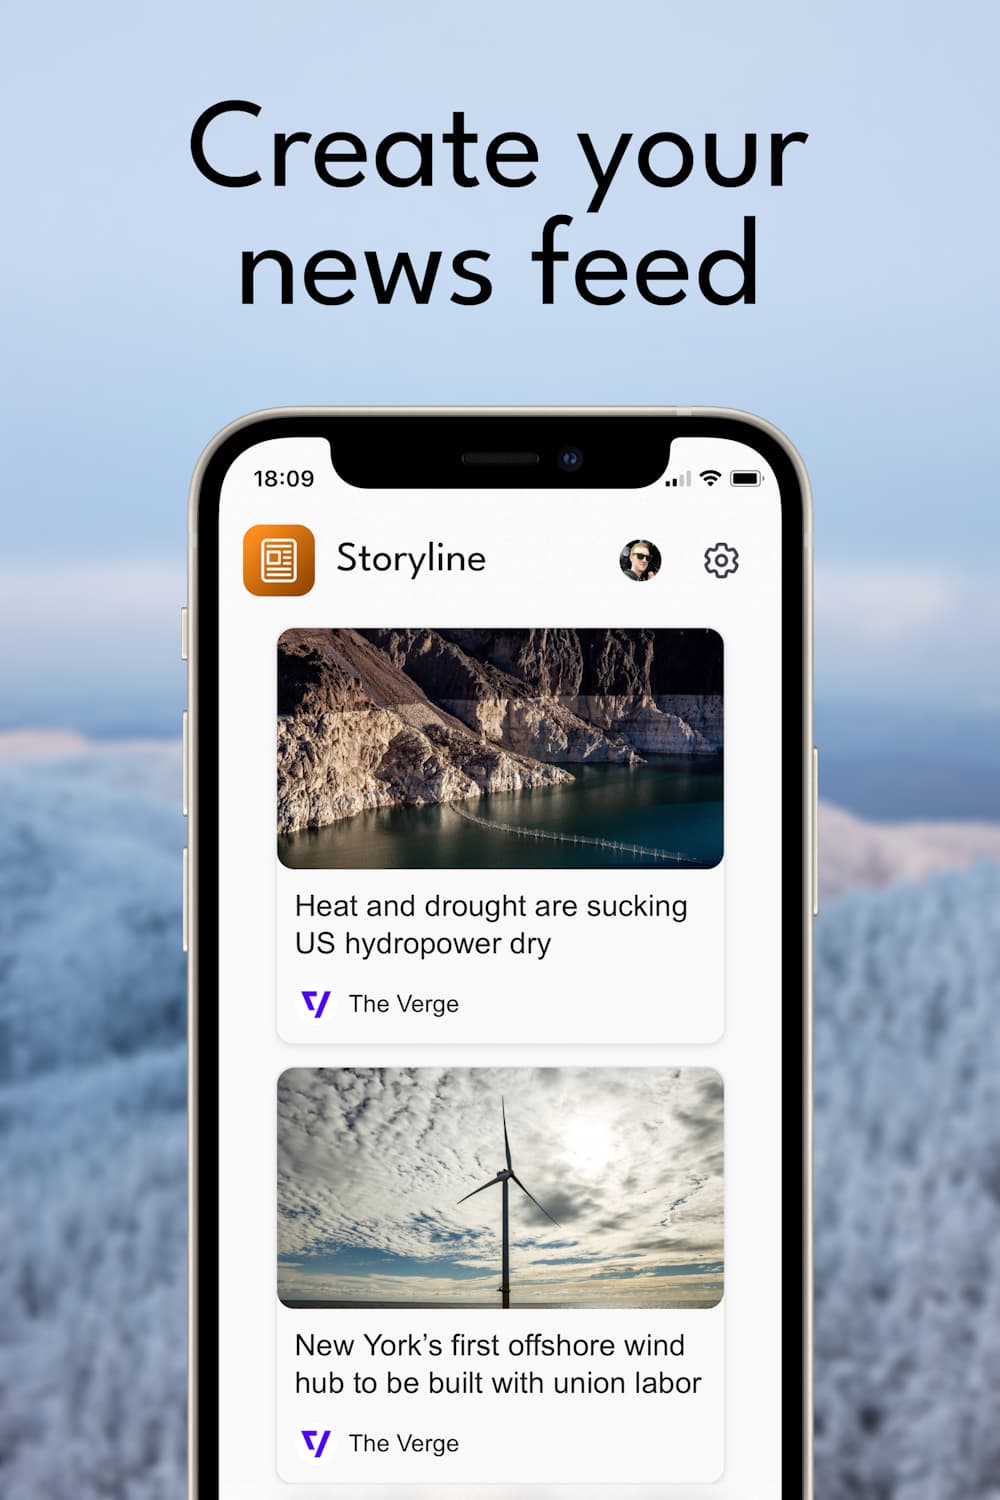 Create your
news feed
18:09
Storyline
Heat and drought are sucking
US hydropower dry
The Verge
New York’s first offshore wind
hub to be built with union labor
The Verge